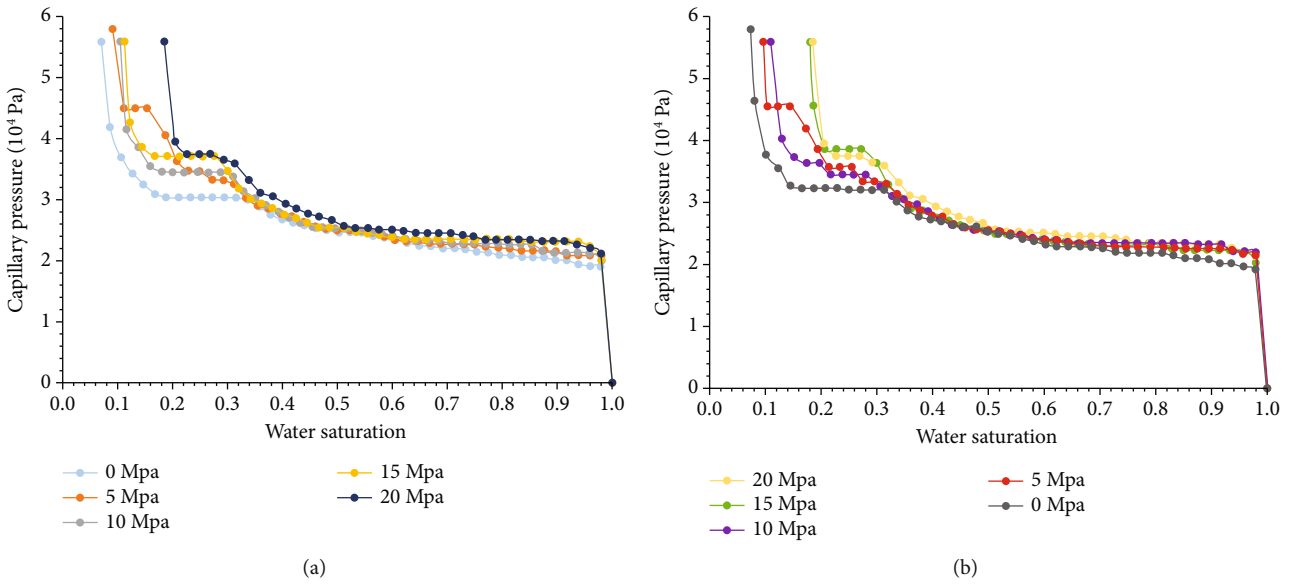 6
5
4
3
2
1
0
Capillary pressure (10⁴ Pa)
0.0 0.1 0.2 0.3 0.4 0.5 0.6 0.7 0.8 0.9 1.0
Water saturation
0 Mpa
5 Mpa
10 Mpa
15 Mpa
20 Mpa
(a)
6
5
4
3
2
1
0
Capillary pressure (10⁴ Pa)
0.0 0.1 0.2 0.3 0.4 0.5 0.6 0.7 0.8 0.9 1.0
Water saturation
20 Mpa
15 Mpa
10 Mpa
5 Mpa
0 Mpa
(b)